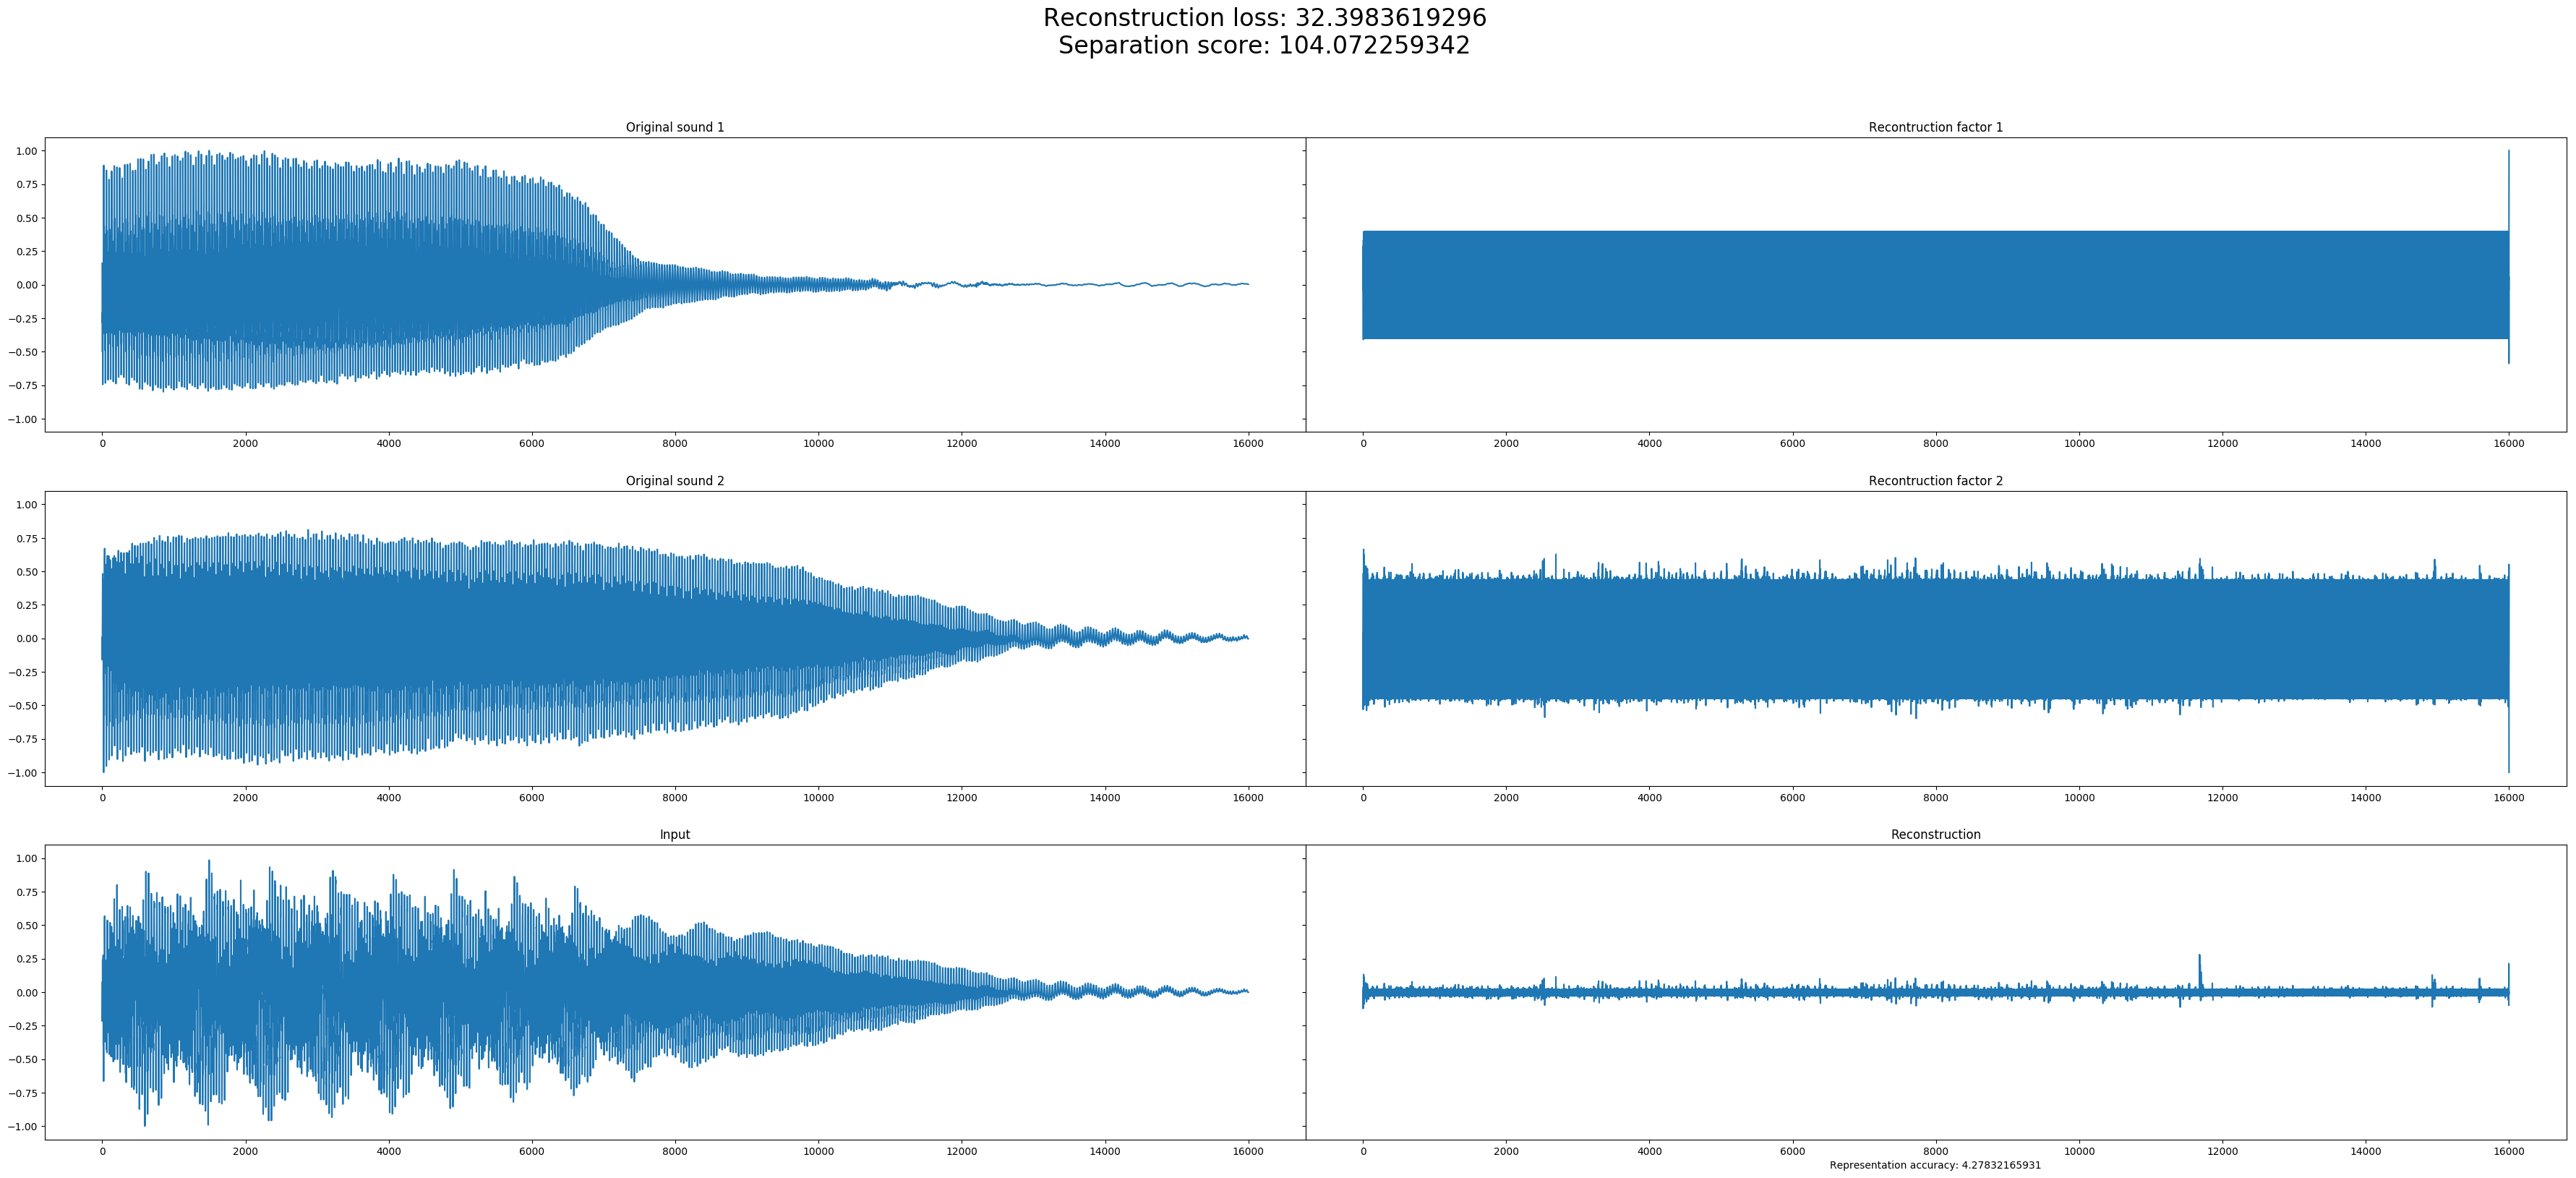 Reconstruction loss: 32.3983619296
Separation score: 104.072259342
Original sound 1
Recontruction factor 1
1.00
0.75
0.50
0.25
0.00
−0.25
−0.50
−0.75
−1.00
0 2000 4000 6000 8000 10000 12000 14000 16000
0 2000 4000 6000 8000 10000 12000 14000 16000
Original sound 2
Recontruction factor 2
1.00
0.75
0.50
0.25
0.00
−0.25
−0.50
−0.75
−1.00
0 2000 4000 6000 8000 10000 12000 14000 16000
0 2000 4000 6000 8000 10000 12000 14000 16000
Input
Reconstruction
1.00
0.75
0.50
0.25
0.00
−0.25
−0.50
−0.75
−1.00
0 2000 4000 6000 8000 10000 12000 14000 16000
0 2000 4000 6000 8000 10000 12000 14000 16000
Representation accuracy: 4.27832165931